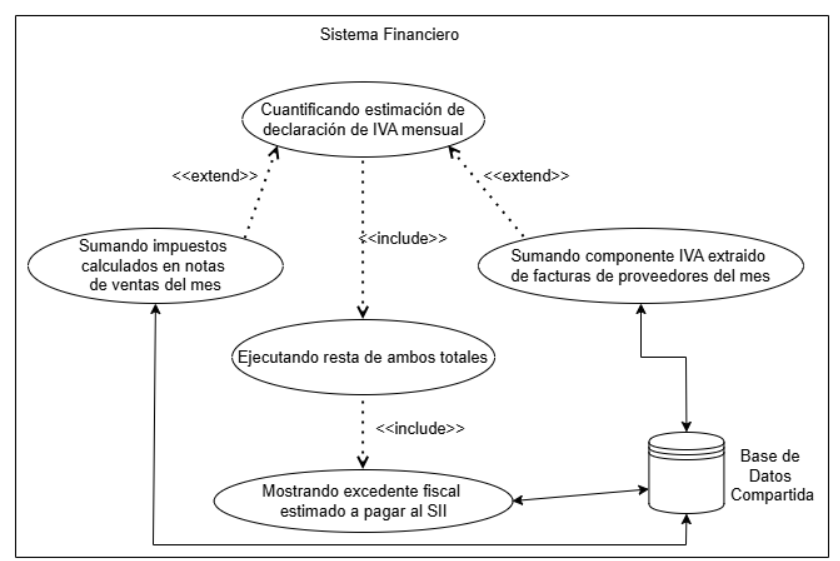 Sistema Financiero
Cuantificando estimación de
declaración de IVA mensual
<<extend>>
<<extend>>
Sumando impuestos
calculados en notas
de ventas del mes
<<include>>
Sumando componente IVA extraido
de facturas de proveedores del mes
Ejecutando resta de ambos totales
<<include>>
Mostrando excedente fiscal
estimado a pagar al SII
Base de
Datos
Compartida